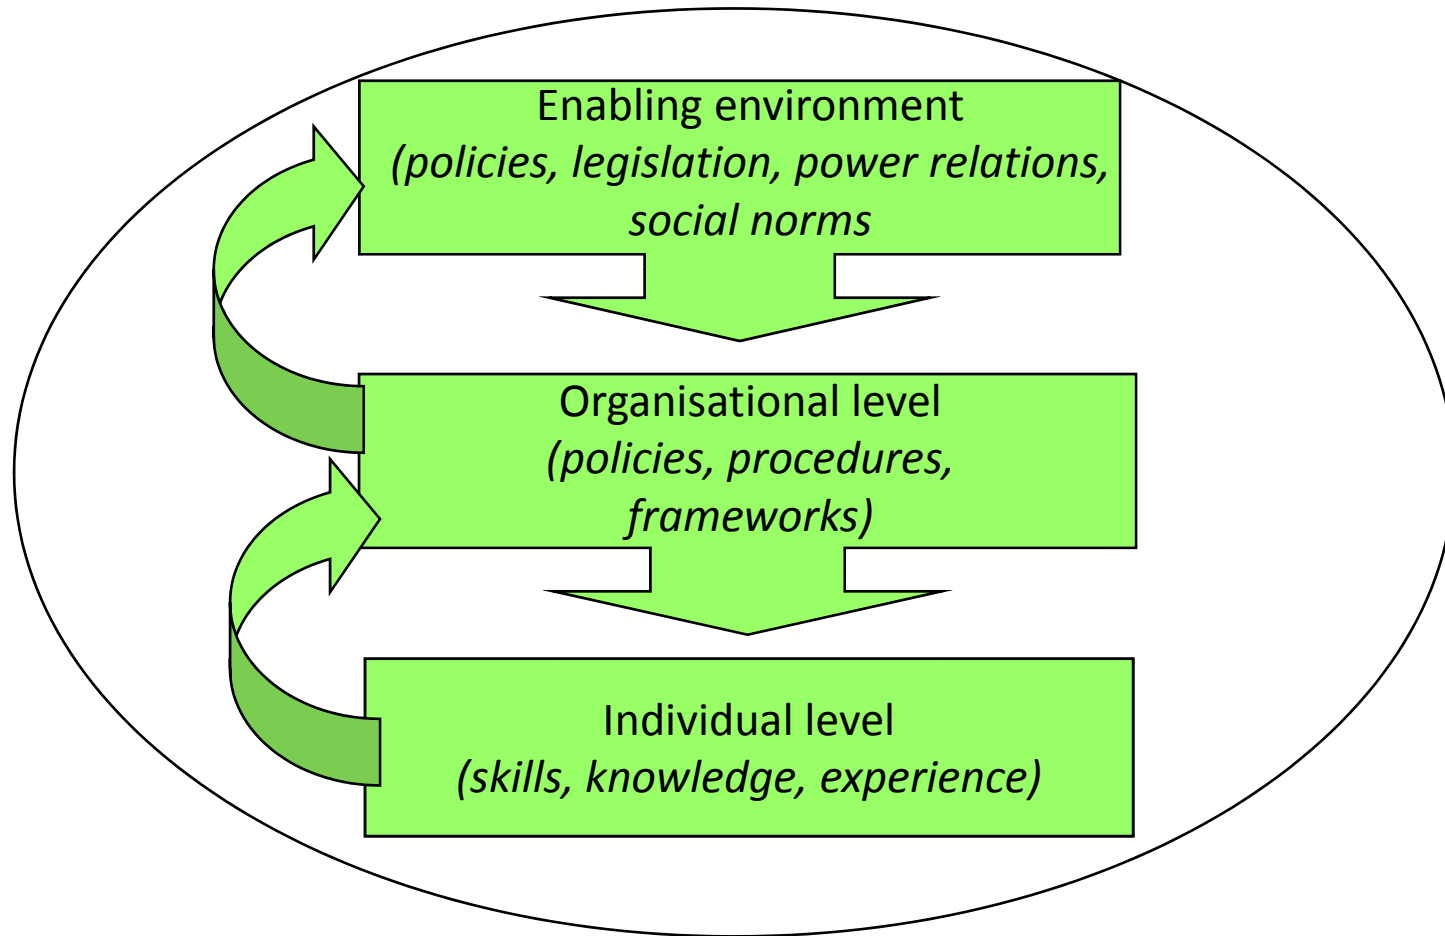 Enabling environment
(policies, legislation, power relations,
social norms
Organisational level
(policies, procedures,
frameworks)
Individual level
(skills, knowledge, experience)